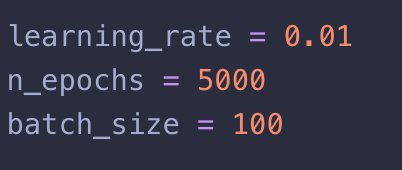 learning_rate = 0.01
n_epochs = 5000
batch_size = 100